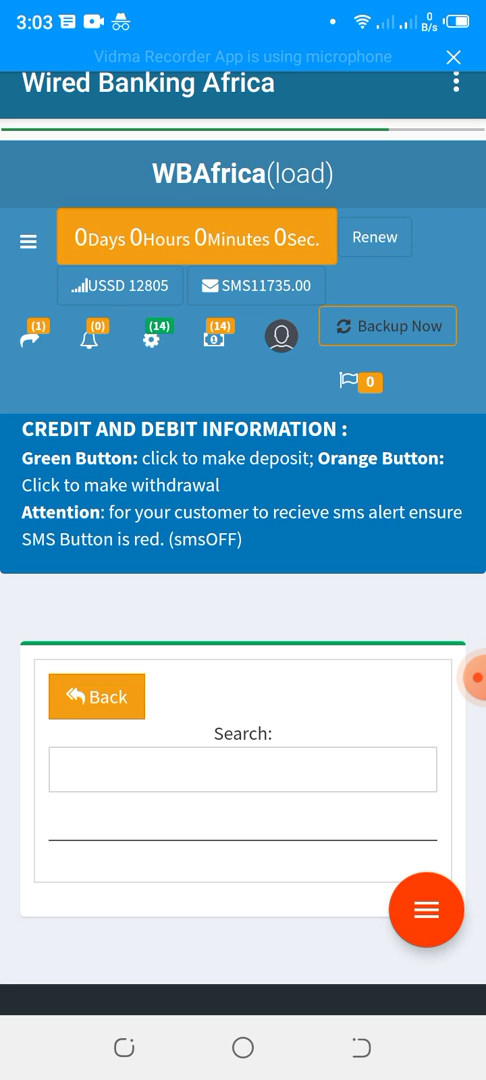 3:03
0
B/s
Vidma Recorder App is using microphone
Wired Banking Africa
WBAfrica(load)
0Days 0Hours 0Minutes 0Sec.
Renew
USSD 12805
SMS11735.00
(1)
(0)
(14)
(14)
Backup Now
0
CREDIT AND DEBIT INFORMATION :
Green Button: click to make deposit; Orange Button:
Click to make withdrawal
Attention: for your customer to recieve sms alert ensure
SMS Button is red. (smsOFF)
Back
Search: